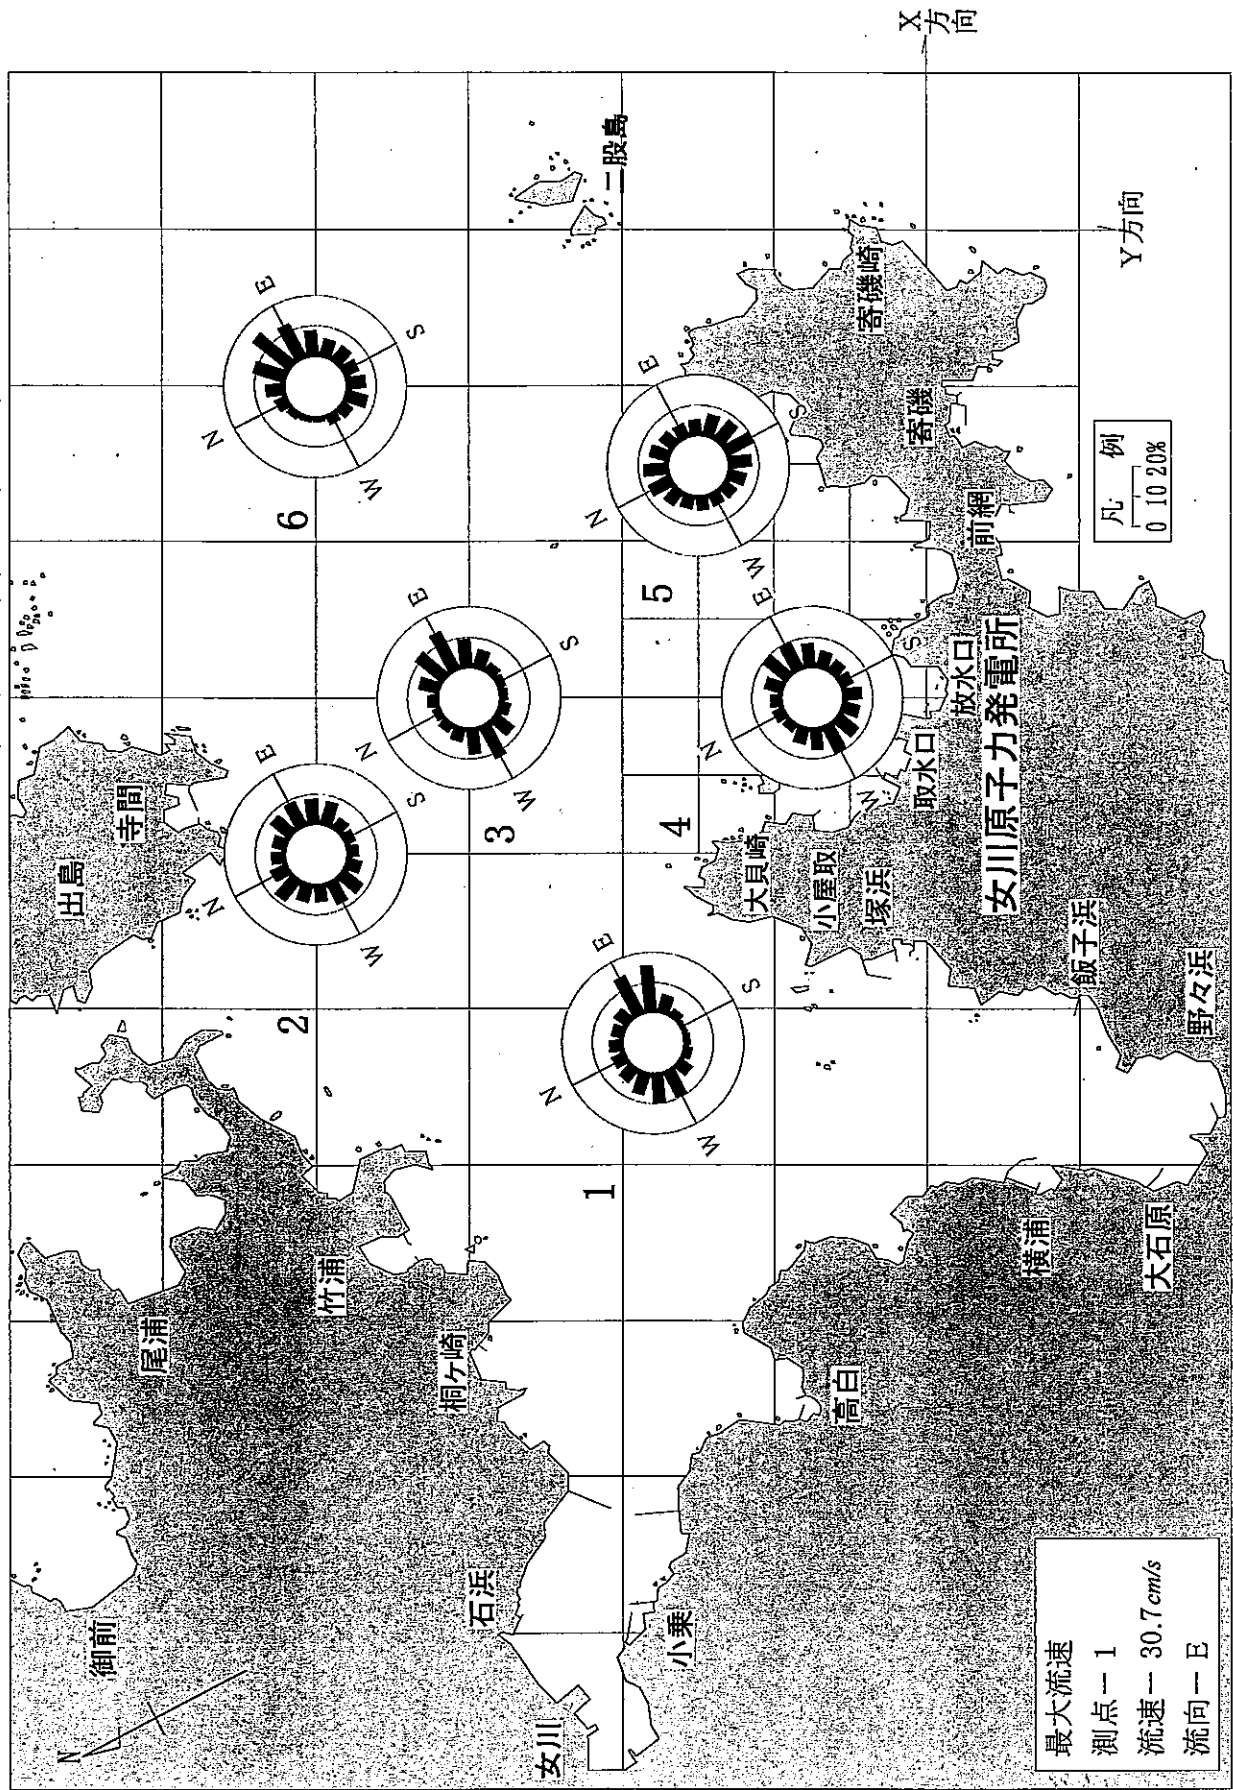 X方向
Y方向
N
御前
尾浦
竹浦
桐ヶ崎
石浜
女川
小乗
高白
横浦
大石原
野々浜
飯子浜
塚浜
小屋取
大貝崎
取水口
放水口
女川原子力発電所
前網
寄磯
寄磯崎
二股島
出島
寺間
1
N
E
S
W
2
N
E
S
W
3
N
E
S
W
4
N
E
S
W
5
N
E
S
W
6
N
E
S
W
凡 例
0 10 20%
最大流速
測点－1
流速－30.7cm/s
流向－E